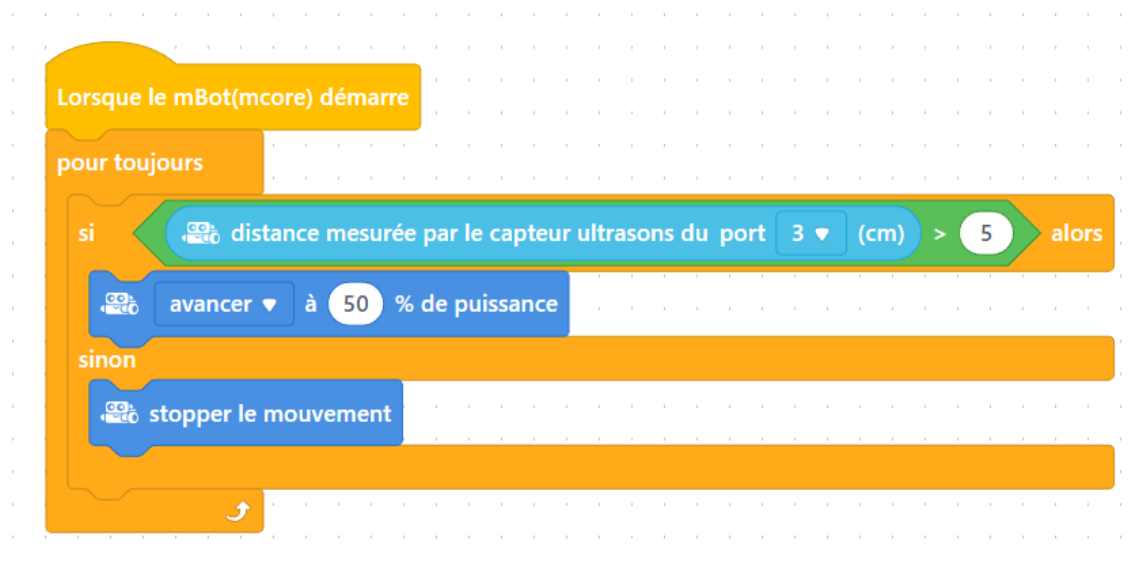 Lorsque le mBot(mcore) démarre
pour toujours
si distance mesurée par le capteur ultrasons du port 3 (cm) > 5 alors
avancer à 50 % de puissance
sinon
stopper le mouvement